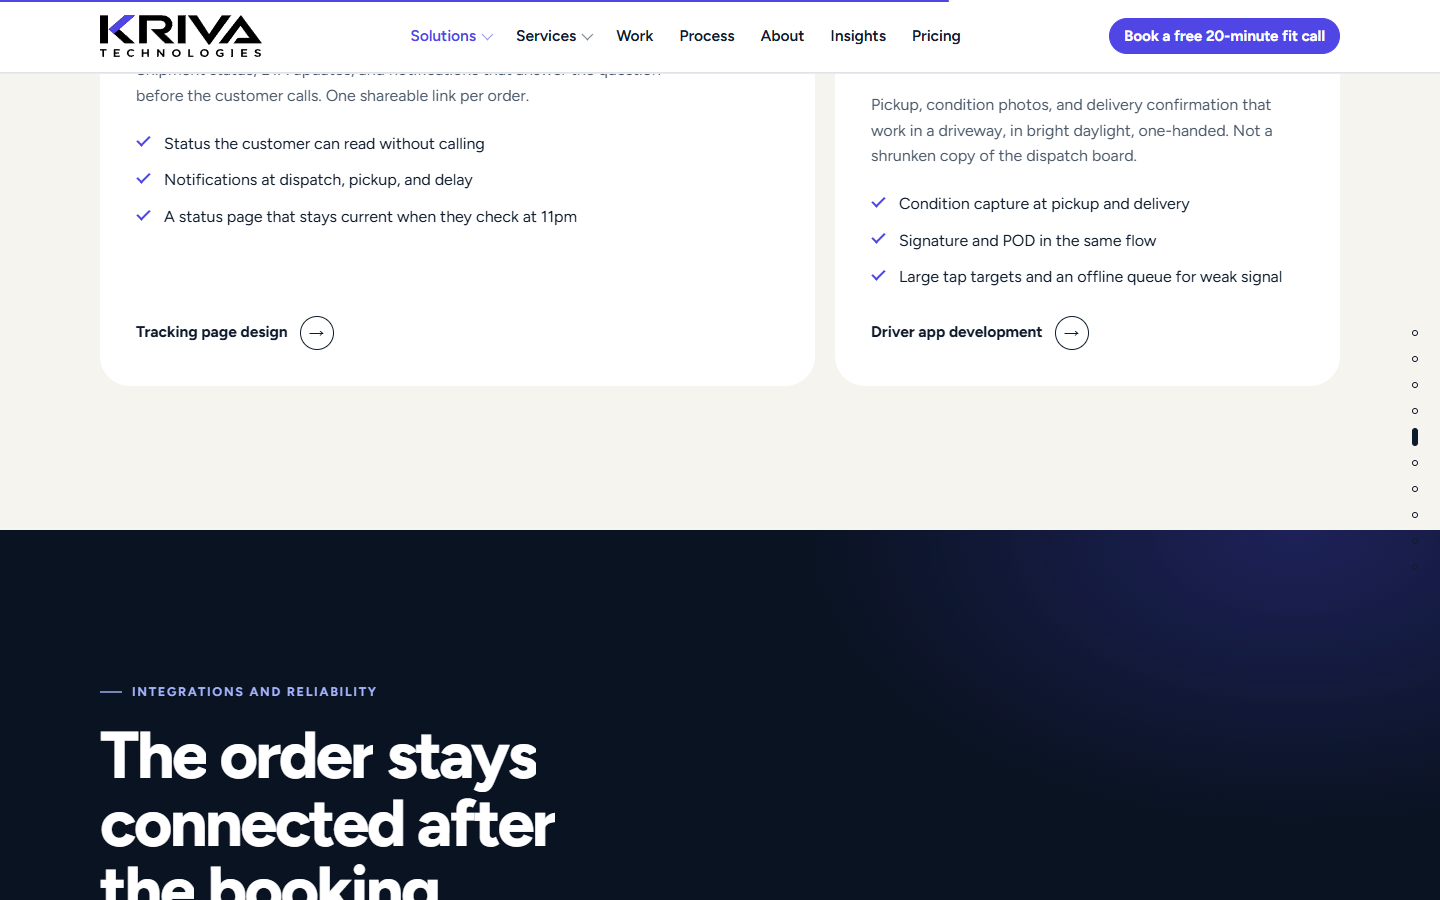 KRIVA
TECHNOLOGIES
Solutions
Services
Work
Process
About
Insights
Pricing
Book a free 20-minute fit call
before the customer calls. One shareable link per order.
Status the customer can read without calling
Notifications at dispatch, pickup, and delay
A status page that stays current when they check at 11pm
Tracking page design →
Pickup, condition photos, and delivery confirmation that
work in a driveway, in bright daylight, one-handed. Not a
shrunken copy of the dispatch board.
Condition capture at pickup and delivery
Signature and POD in the same flow
Large tap targets and an offline queue for weak signal
Driver app development →
INTEGRATIONS AND RELIABILITY
The order stays
connected after
the booking